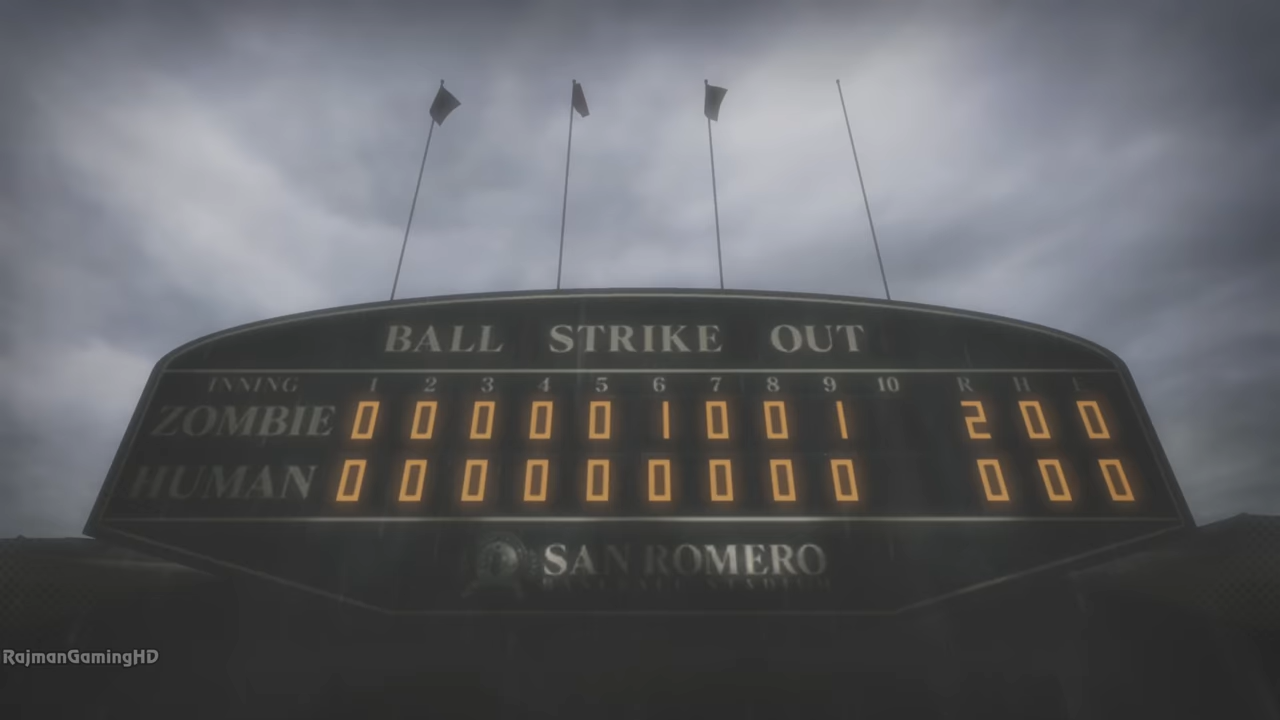 BALL STRIKE OUT
INNING 1 2 3 4 5 6 7 8 9 10 R H
ZOMBIE 0 0 0 0 0 1 0 0 1 2 0 0
HUMAN 0 0 0 0 0 0 0 0 0 0 0 0
SAN ROMERO
BASEBALL STADIUM
RajmanGamingHD